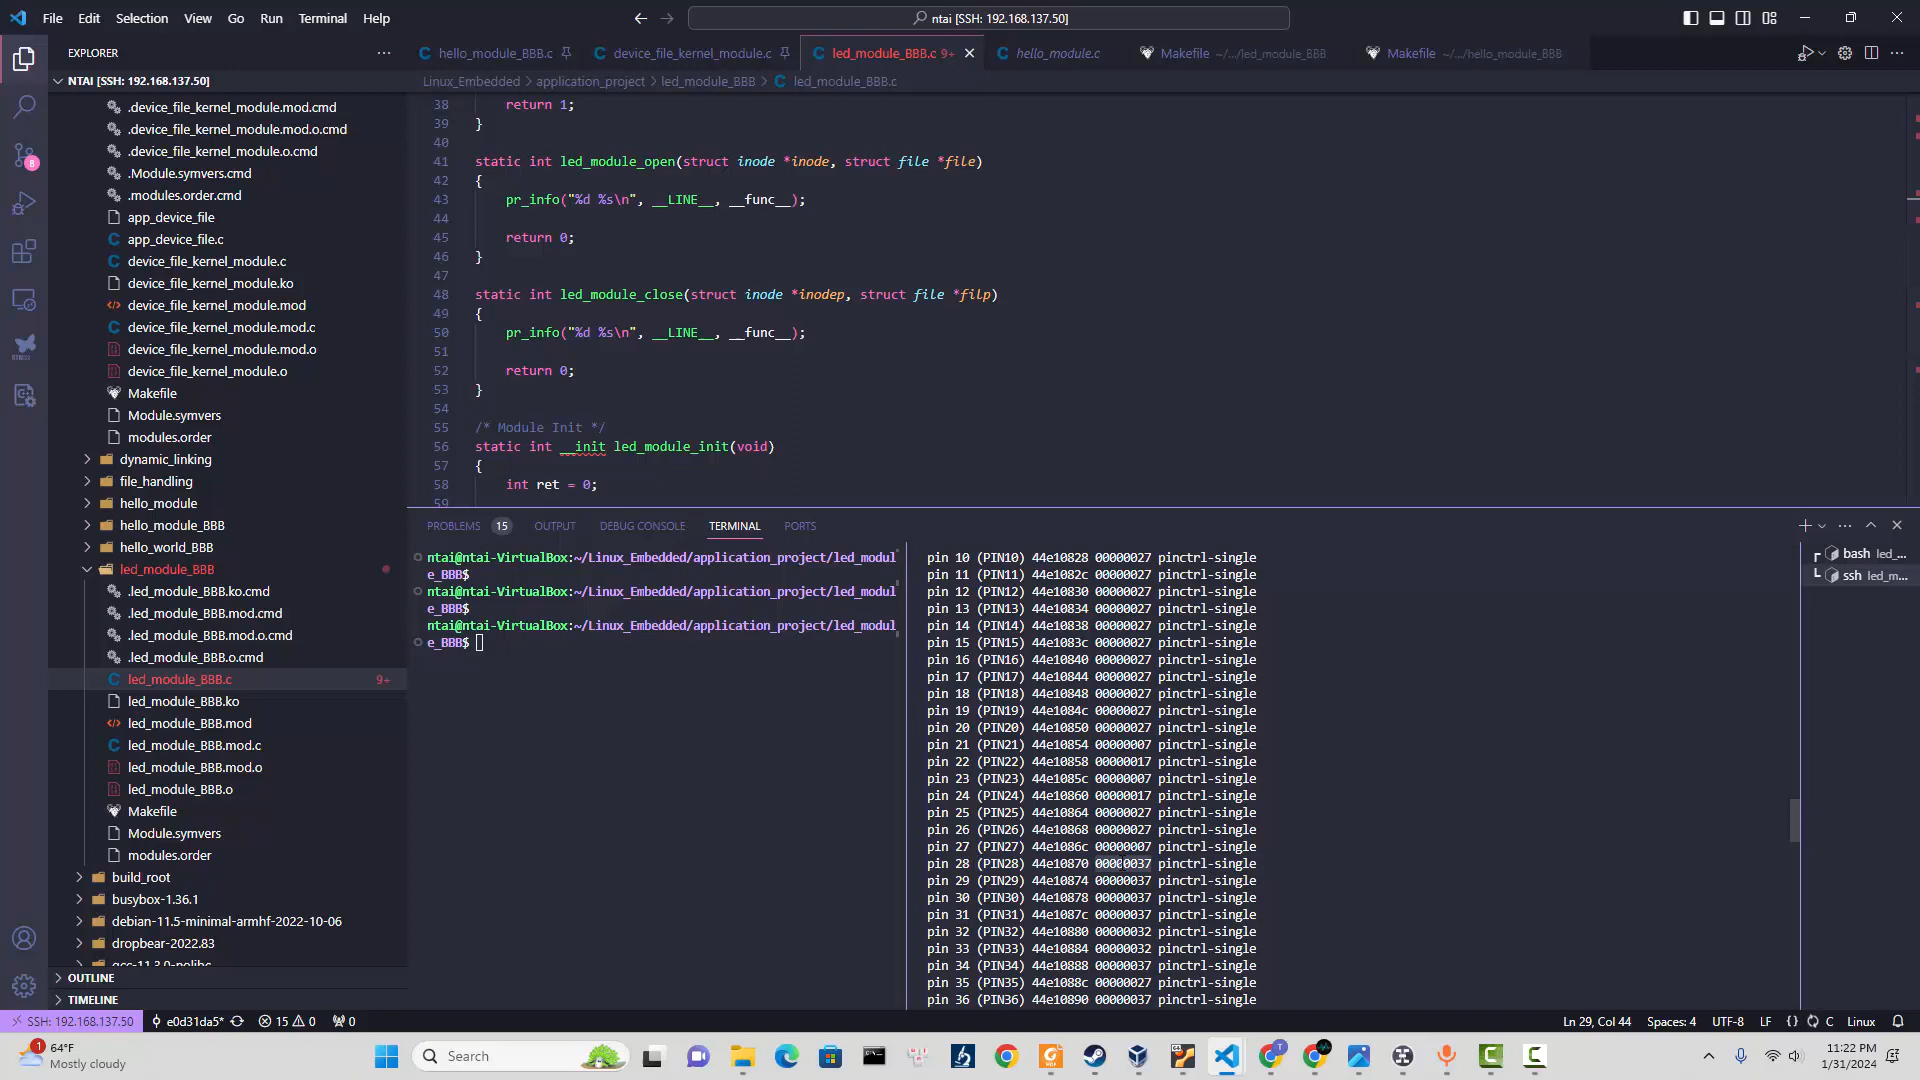 File Edit Selection View Go Run Terminal Help
ntai [SSH: 192.168.137.50]
EXPLORER
hello_module_BBB.c
device_file_kernel_module.c
led_module_BBB.c 9+
hello_module.c
Makefile ~/.../led_module_BBB
Makefile ~/.../hello_module_BBB
NTAI [SSH: 192.168.137.50]
Linux_Embedded > application_project > led_module_BBB > led_module_BBB.c
.device_file_kernel_module.mod.cmd
.device_file_kernel_module.mod.o.cmd
.device_file_kernel_module.o.cmd
.Module.symvers.cmd
.modules.order.cmd
app_device_file
app_device_file.c
device_file_kernel_module.c
device_file_kernel_module.ko
device_file_kernel_module.mod
device_file_kernel_module.mod.c
device_file_kernel_module.mod.o
device_file_kernel_module.o
Makefile
Module.symvers
modules.order
dynamic_linking
file_handling
hello_module
hello_module_BBB
hello_world_BBB
led_module_BBB
.led_module_BBB.ko.cmd
.led_module_BBB.mod.cmd
.led_module_BBB.mod.o.cmd
.led_module_BBB.o.cmd
led_module_BBB.c 9+
led_module_BBB.ko
led_module_BBB.mod
led_module_BBB.mod.c
led_module_BBB.mod.o
led_module_BBB.o
Makefile
Module.symvers
modules.order
build_root
busybox-1.36.1
debian-11.5-minimal-armhf-2022-10-06
dropbear-2022.83
gcc-11.3.0-nolibc
OUTLINE
TIMELINE
38 return 1;
39 }
40
41 static int led_module_open(struct inode *inode, struct file *file)
42 {
43 pr_info("%d %s\n", __LINE__, __func__);
44
45 return 0;
46 }
47
48 static int led_module_close(struct inode *inodep, struct file *filp)
49 {
50 pr_info("%d %s\n", __LINE__, __func__);
51
52 return 0;
53 }
54
55 /* Module Init */
56 static int __init led_module_init(void)
57 {
58 int ret = 0;
59
PROBLEMS 15 OUTPUT DEBUG CONSOLE TERMINAL PORTS
ntai@ntai-VirtualBox:~/Linux_Embedded/application_project/led_modul
e_BBB$
ntai@ntai-VirtualBox:~/Linux_Embedded/application_project/led_modul
e_BBB$
ntai@ntai-VirtualBox:~/Linux_Embedded/application_project/led_modul
e_BBB$
pin 10 (PIN10) 44e10828 00000027 pinctrl-single
pin 11 (PIN11) 44e1082c 00000027 pinctrl-single
pin 12 (PIN12) 44e10830 00000027 pinctrl-single
pin 13 (PIN13) 44e10834 00000027 pinctrl-single
pin 14 (PIN14) 44e10838 00000027 pinctrl-single
pin 15 (PIN15) 44e1083c 00000027 pinctrl-single
pin 16 (PIN16) 44e10840 00000027 pinctrl-single
pin 17 (PIN17) 44e10844 00000027 pinctrl-single
pin 18 (PIN18) 44e10848 00000027 pinctrl-single
pin 19 (PIN19) 44e1084c 00000027 pinctrl-single
pin 20 (PIN20) 44e10850 00000027 pinctrl-single
pin 21 (PIN21) 44e10854 00000007 pinctrl-single
pin 22 (PIN22) 44e10858 00000017 pinctrl-single
pin 23 (PIN23) 44e1085c 00000007 pinctrl-single
pin 24 (PIN24) 44e10860 00000017 pinctrl-single
pin 25 (PIN25) 44e10864 00000027 pinctrl-single
pin 26 (PIN26) 44e10868 00000027 pinctrl-single
pin 27 (PIN27) 44e1086c 00000007 pinctrl-single
pin 28 (PIN28) 44e10870 00000037 pinctrl-single
pin 29 (PIN29) 44e10874 00000037 pinctrl-single
pin 30 (PIN30) 44e10878 00000037 pinctrl-single
pin 31 (PIN31) 44e1087c 00000037 pinctrl-single
pin 32 (PIN32) 44e10880 00000032 pinctrl-single
pin 33 (PIN33) 44e10884 00000032 pinctrl-single
pin 34 (PIN34) 44e10888 00000037 pinctrl-single
pin 35 (PIN35) 44e1088c 00000027 pinctrl-single
pin 36 (PIN36) 44e10890 00000037 pinctrl-single
bash led_...
ssh led_m...
SSH: 192.168.137.50 e0d31da5* 15 0 0
Ln 29, Col 44 Spaces: 4 UTF-8 LF {} C Linux
64°F
Mostly cloudy
Search
11:22 PM
1/31/2024